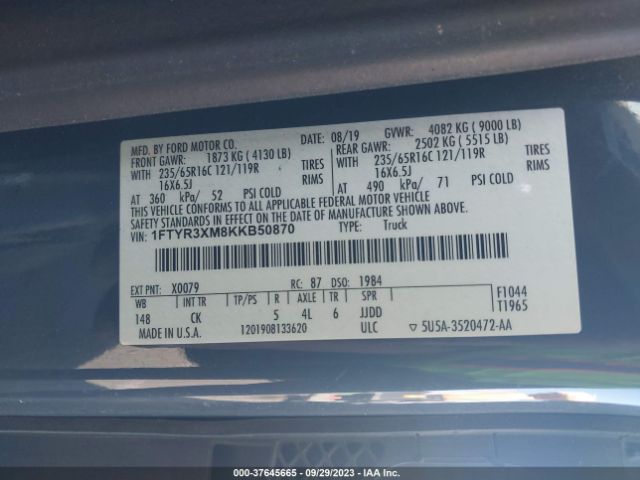 MFD. BY FORD MOTOR CO. DATE: 08/19 GVWR: 4082 KG ( 9000 LB)
FRONT GAWR: 1873 KG ( 4130 LB) REAR GAWR: 2502 KG ( 5515 LB)
WITH 235/65R16C 121/119R TIRES WITH 235/65R16C 121/119R TIRES
16X6.5J RIMS 16X6.5J RIMS
AT 360 kPa/ 52 PSI COLD AT 490 kPa/ 71 PSI COLD
THIS VEHICLE CONFORMS TO ALL APPLICABLE FEDERAL MOTOR VEHICLE
SAFETY STANDARDS IN EFFECT ON THE DATE OF MANUFACTURE SHOWN ABOVE.
VIN: 1FTYR3XM8KKB50870 TYPE: Truck
EXT PNT: X0079 RC: 87 DSO: 1984
WB INT TR TP/PS R AXLE TR SPR F1044
148 CK 5 4L 6 JJDD T1965
MADE IN U.S.A. 1201908133620 ULC ▽ 5U5A-3520472-AA
000-37645665 | 09/29/2023 | IAA, Inc.